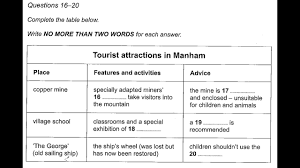 Questions 16-20
Complete the table below.
Write NO MORE THAN TWO WORDS for each answer.
Tourist attractions in Manham
Place Features and activities Advice
copper mine specially adapted miners' the mine is 17
16 take visitors into and enclosed – unsuitable
the mountain for children and animals
village school classrooms and a special a 19 is
exhibition of 18 recommended
'The George' the ship's wheel (was lost but children shouldn't use the
(old sailing ship) has now been restored) 20